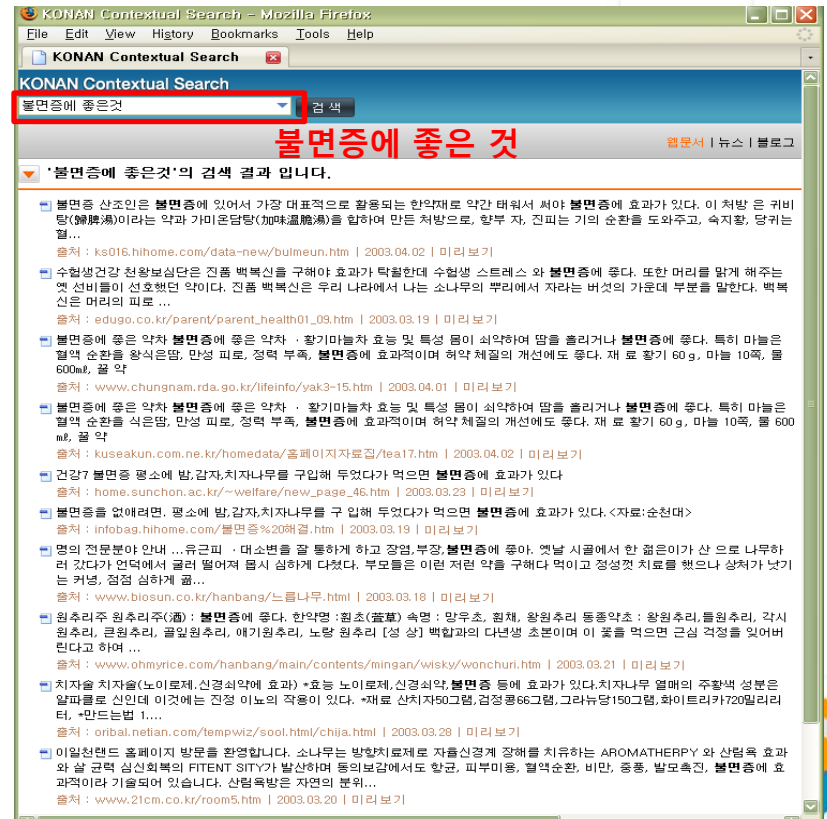 KONAN Contextual Search - Mozilla Firefox
File Edit View History Bookmarks Tools Help
KONAN Contextual Search
KONAN Contextual Search
불면증에 좋은것 검색
불면증에 좋은 것
웹문서 | 뉴스 | 블로그
'불면증에 좋은것'의 검색 결과 입니다.
불면증 산조인은 불면증에 있어서 가장 대표적으로 활용되는 한약재로 약간 태워서 써야 불면증에 효과가 있다. 이 처방 은 귀비
탕(歸脾湯)이라는 약과 가미온담탕(加味溫膽湯)을 합하여 만든 처방으로, 향부 자, 진피는 기의 순환을 도와주고, 숙지황, 당귀는
혈...
출처 : ks016.hihome.com/data-new/bulmeun.htm | 2003.04.02 | 미리보기
수험생건강 천왕보심단은 진품 백복신을 구해야 효과가 탁월한데 수험생 스트레스 와 불면증에 좋다. 또한 머리를 맑게 해주는
옛 선비들이 선호했던 약이다. 진품 백복신은 우리 나라에서 나는 소나무의 뿌리에서 자라는 버섯의 가운데 부분을 말한다. 백복
신은 머리의 피로 ...
출처 : edugo.co.kr/parent/parent_health01_09.htm | 2003.03.19 | 미리보기
불면증에 좋은 약차 불면증에 좋은 약차 · 황기마늘차 효능 및 특성 몸이 쇠약하여 땀을 흘리거나 불면증에 좋다. 특히 마늘은
혈액 순환을 왕식은땀, 만성 피로, 정력 부족, 불면증에 효과적이며 허약 체질의 개선에도 좋다. 재 료 황기 60 g, 마늘 10쪽, 물
600㎖, 꿀 약
출처 : www.chungnam.rda.go.kr/lifeinfo/yak3-15.htm | 2003.04.01 | 미리보기
불면증에 좋은 약차 불면증에 좋은 약차 · 황기마늘차 효능 및 특성 몸이 쇠약하여 땀을 흘리거나 불면증에 좋다. 특히 마늘은
혈액 순환을 식은땀, 만성 피로, 정력 부족, 불면증에 효과적이며 허약 체질의 개선에도 좋다. 재 료 황기 60 g, 마늘 10쪽, 물 600
㎖, 꿀 약
출처 : kuseakun.com.ne.kr/homedata/홈페이지자료집/tea17.htm | 2003.04.02 | 미리보기
건강7 불면증 평소에 밤,감자,치자나무를 구입해 두었다가 먹으면 불면증에 효과가 있다
출처 : home.sunchon.ac.kr/~welfare/new_page_46.htm | 2003.03.23 | 미리보기
불면증을 없애려면. 평소에 밤,감자,치자나무를 구 입해 두었다가 먹으면 불면증에 효과가 있다.<자료:순천대>
출처 : infobag.hihome.com/불면증%20해결.htm | 2003.03.19 | 미리보기
명의 전문분야 안내 ...유근피 · 대소변을 잘 통하게 하고 장염,부장,불면증에 좋아. 옛날 시골에서 한 젊은이가 산 으로 나무하
러 갔다가 언덕에서 굴러 떨어져 몹시 심하게 다쳤다. 부모들은 이런 저런 약을 구해다 먹이고 정성껏 치료를 했으나 상처가 낫기
는 커녕, 점점 심하게 곪...
출처 : www.biosun.co.kr/hanbang/느릅나무.html | 2003.03.18 | 미리보기
원추리주 원추리주(酒) : 불면증에 좋다. 한약명 :훤초(萱草) 속명 : 망우초, 훤채, 왕원추리 동종약초 : 왕원추리,들원추리, 각시
원추리, 큰원추리, 골잎원추리, 애기원추리, 노랑 원추리 [성 상] 백합과의 다년생 초본이며 이 꽃을 먹으면 근심 걱정을 잊어버
린다고 하여 ...
출처 : www.ohmyrice.com/hanbang/main/contents/mingan/wisky/wonchuri.htm | 2003.03.21 | 미리보기
치자술 치자술(노이로제.신경쇠약에 효과) *효능 노이로제,신경쇠약,불면증 등에 효과가 있다.치자나무 열매의 주황색 성분은
알파클로 신인데 이것에는 진정 이뇨의 작용이 있다. *재료 산치자50그램,검정콩66그램,그라뉴당150그램,화이트리카720밀리리
터, *만드는법 1....
출처 : oribal.netian.com/tempwiz/sool.html/chija.html | 2003.03.28 | 미리보기
이일천랜드 홈페이지 방문을 환영합니다. 소나무는 방향치료제로 자율신경계 장해를 치유하는 AROMATHERPY 와 산림욕 효과
와 살 균력 심신회복의 FITENT SITY가 발산하며 동의보감에서도 항균, 피부미용, 혈액순환, 비만, 중풍, 발모촉진, 불면증에 효
과적이라 기술되어 있습니다. 산림욕방은 자연의 분위...
출처 : www.21cm.co.kr/room5.htm | 2003.03.20 | 미리보기